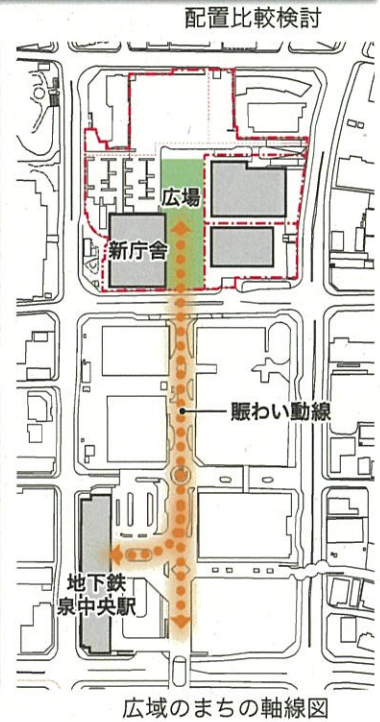 配置比較検討
広場
新庁舎
賑わい動線
地下鉄
泉中央駅
広域のまちの軸線図